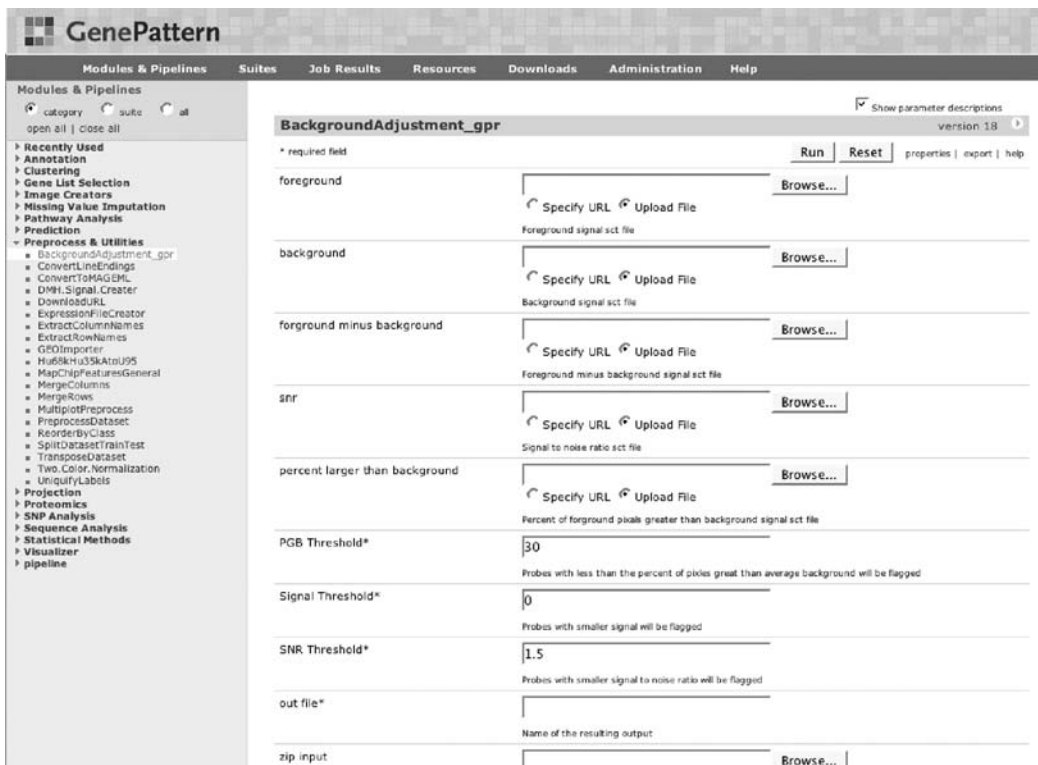 GenePattern
Modules & Pipelines Suites Job Results Resources Downloads Administration Help
Modules & Pipelines
category suite all
open all | close all
Recently Used
Annotation
Clustering
Gene List Selection
Image Creators
Missing Value Imputation
Pathway Analysis
Prediction
Preprocess & Utilities
BackgroundAdjustment_gpr
ConvertLineEndings
ConvertToMAGEML
DMH.Signal.Creater
DownloadURL
ExpressionFileCreator
ExtractColumnNames
ExtractRowNames
GEOImporter
Hu68kHu35kAtoU95
MapChipFeaturesGeneral
MergeColumns
MergeRows
MultiplotPreprocess
PreprocessDataset
ReorderByClass
SplitDatasetTrainTest
TransposeDataset
Two.Color.Normalization
UniquifyLabels
Projection
Proteomics
SNP Analysis
Sequence Analysis
Statistical Methods
Visualizer
pipeline
Show parameter descriptions
BackgroundAdjustment_gpr version 18
* required field Run Reset properties | export | help
foreground Browse...
Specify URL Upload File
Foreground signal sct file
background Browse...
Specify URL Upload File
Background signal sct file
forground minus background Browse...
Specify URL Upload File
Foreground minus background signal sct file
snr Browse...
Specify URL Upload File
Signal to noise ratio sct file
percent larger than background Browse...
Specify URL Upload File
Percent of forground pixals greater than background signal sct file
PGB Threshold* 30
Probes with less than the percent of pixles great than average background will be flagged
Signal Threshold* 0
Probes with smaller signal will be flagged
SNR Threshold* 1.5
Probes with smaller signal to noise ratio will be flagged
out file*
Name of the resulting output
zip input Browse...